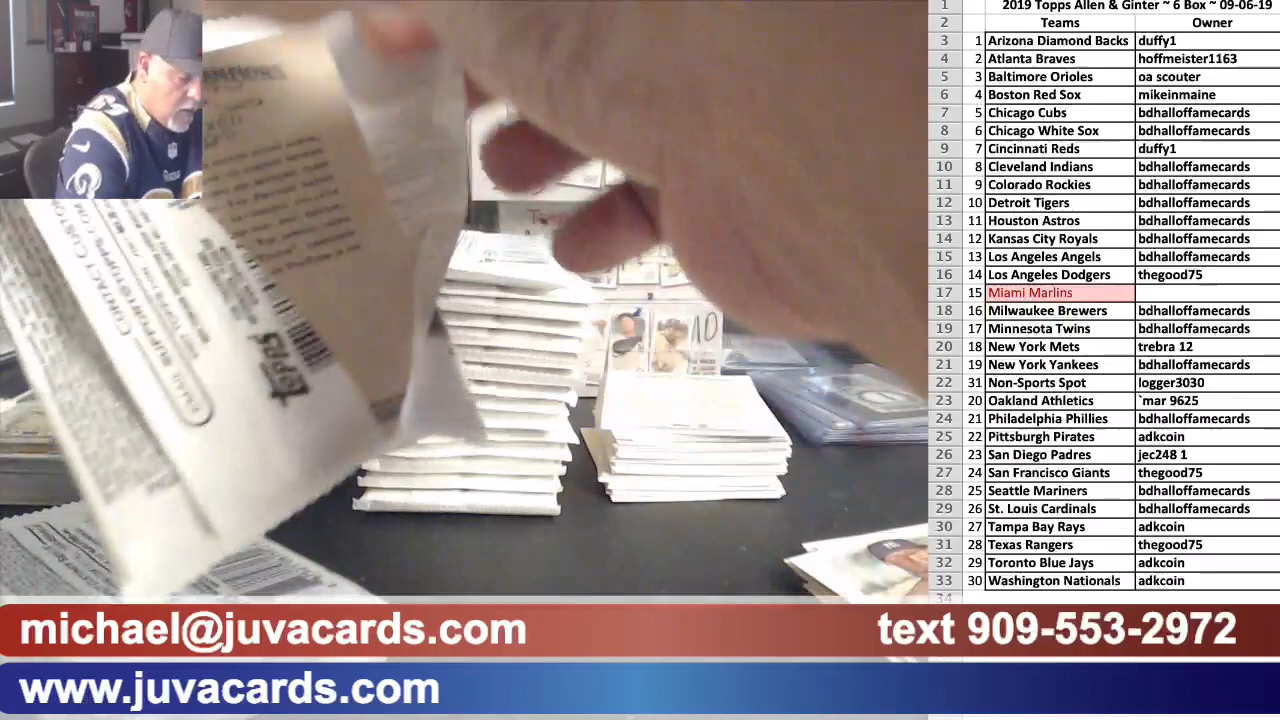 1 2019 Topps Allen & Ginter ~ 6 Box ~ 09-06-19
2 Teams Owner
3 1 Arizona Diamond Backs duffy1
4 2 Atlanta Braves hoffmeister1163
5 3 Baltimore Orioles oa scouter
6 4 Boston Red Sox mikeinmaine
7 5 Chicago Cubs bdhalloffamecards
8 6 Chicago White Sox bdhalloffamecards
9 7 Cincinnati Reds duffy1
10 8 Cleveland Indians bdhalloffamecards
11 9 Colorado Rockies bdhalloffamecards
12 10 Detroit Tigers bdhalloffamecards
13 11 Houston Astros bdhalloffamecards
14 12 Kansas City Royals bdhalloffamecards
15 13 Los Angeles Angels bdhalloffamecards
16 14 Los Angeles Dodgers thegood75
17 15 Miami Marlins
18 16 Milwaukee Brewers bdhalloffamecards
19 17 Minnesota Twins bdhalloffamecards
20 18 New York Mets trebra 12
21 19 New York Yankees bdhalloffamecards
22 31 Non-Sports Spot logger3030
23 20 Oakland Athletics `mar 9625
24 21 Philadelphia Phillies bdhalloffamecards
25 22 Pittsburgh Pirates adkcoin
26 23 San Diego Padres jec248 1
27 24 San Francisco Giants thegood75
28 25 Seattle Mariners bdhalloffamecards
29 26 St. Louis Cardinals bdhalloffamecards
30 27 Tampa Bay Rays adkcoin
31 28 Texas Rangers thegood75
32 29 Toronto Blue Jays adkcoin
33 30 Washington Nationals adkcoin
34
topps
michael@juvacards.com text 909-553-2972
www.juvacards.com